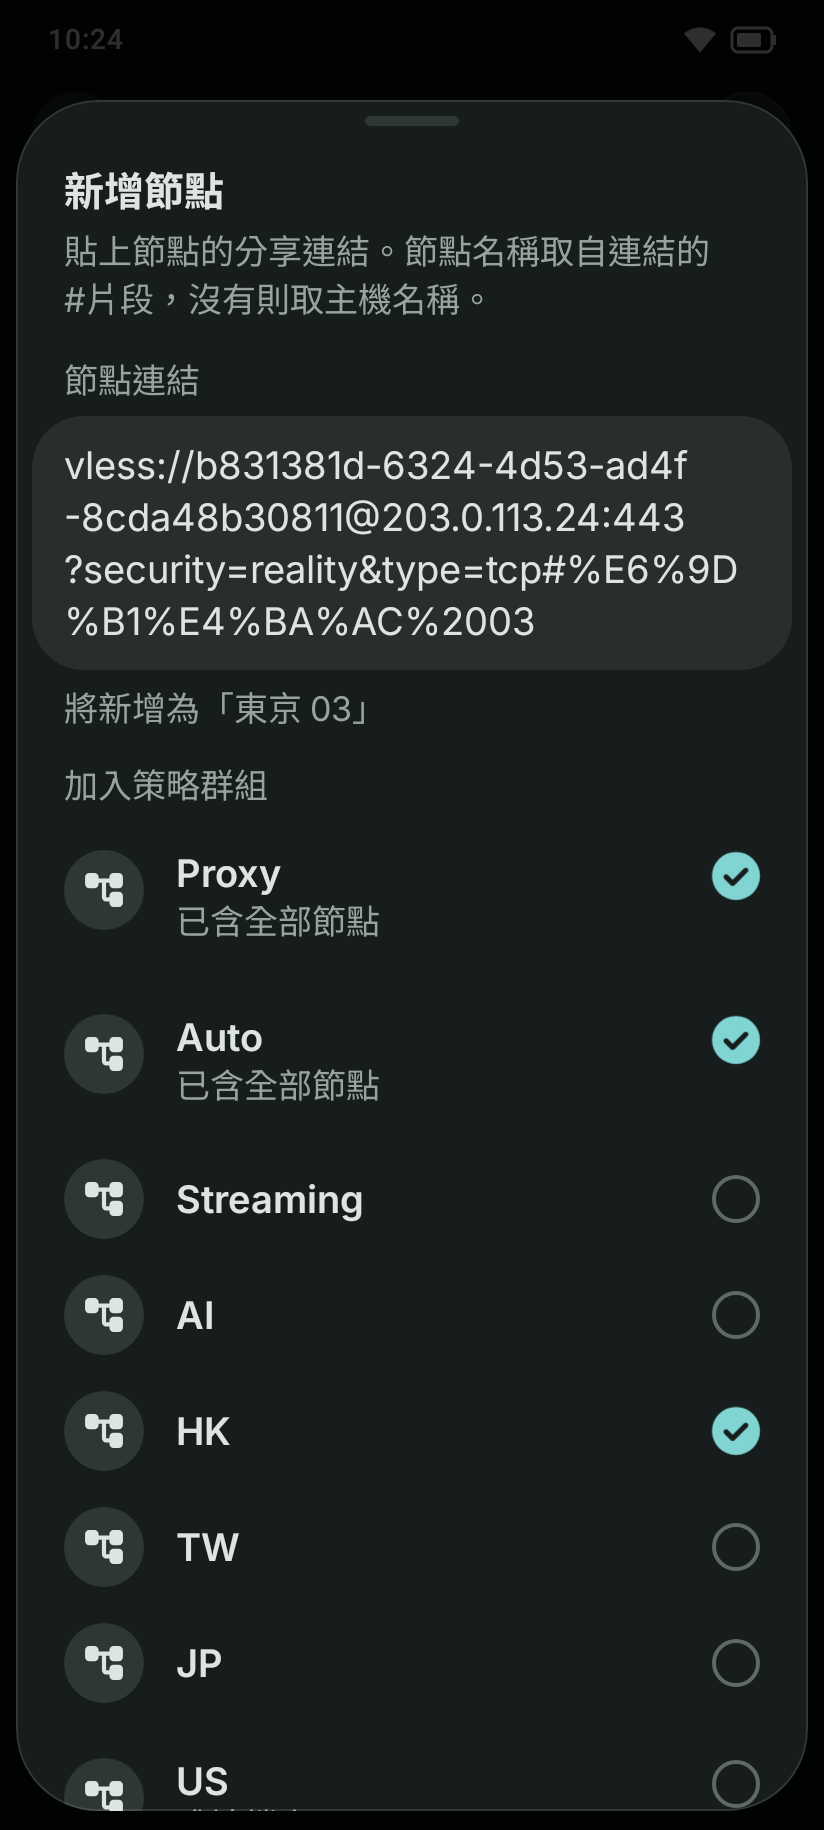 10:24
新增節點
貼上節點的分享連結。節點名稱取自連結的
#片段，沒有則取主機名稱。
節點連結
vless://b831381d-6324-4d53-ad4f
-8cda48b30811@203.0.113.24:443
?security=reality&type=tcp#%E6%9D
%B1%E4%BA%AC%2003
將新增為「東京 03」
加入策略群組
Proxy
已含全部節點
Auto
已含全部節點
Streaming
AI
HK
TW
JP
US